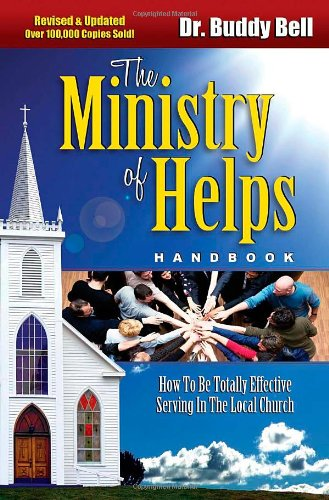 Revised & Updated
Over 100,000 Copies Sold!
Dr. Buddy Bell
The
Ministry
of Helps
HANDBOOK
How To Be Totally Effective
Serving In The Local Church